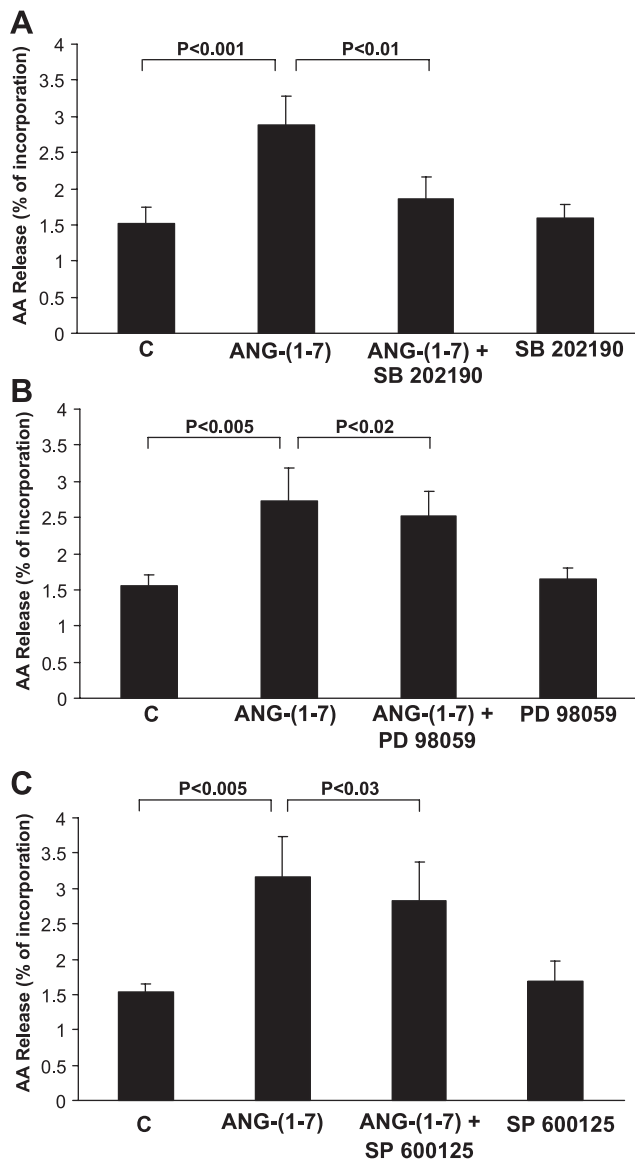 A
AA Release (% of incorporation)
4
3.5
3
2.5
2
1.5
1
0.5
0
P<0.001
P<0.01
C
ANG-(1-7)
ANG-(1-7) +
SB 202190
SB 202190
B
AA Release (% of incorporation)
4
3.5
3
2.5
2
1.5
1
0.5
0
P<0.005
P<0.02
C
ANG-(1-7)
ANG-(1-7) +
PD 98059
PD 98059
C
AA Release (% of incorporation)
4
3.5
3
2.5
2
1.5
1
0.5
0
P<0.005
P<0.03
C
ANG-(1-7)
ANG-(1-7) +
SP 600125
SP 600125